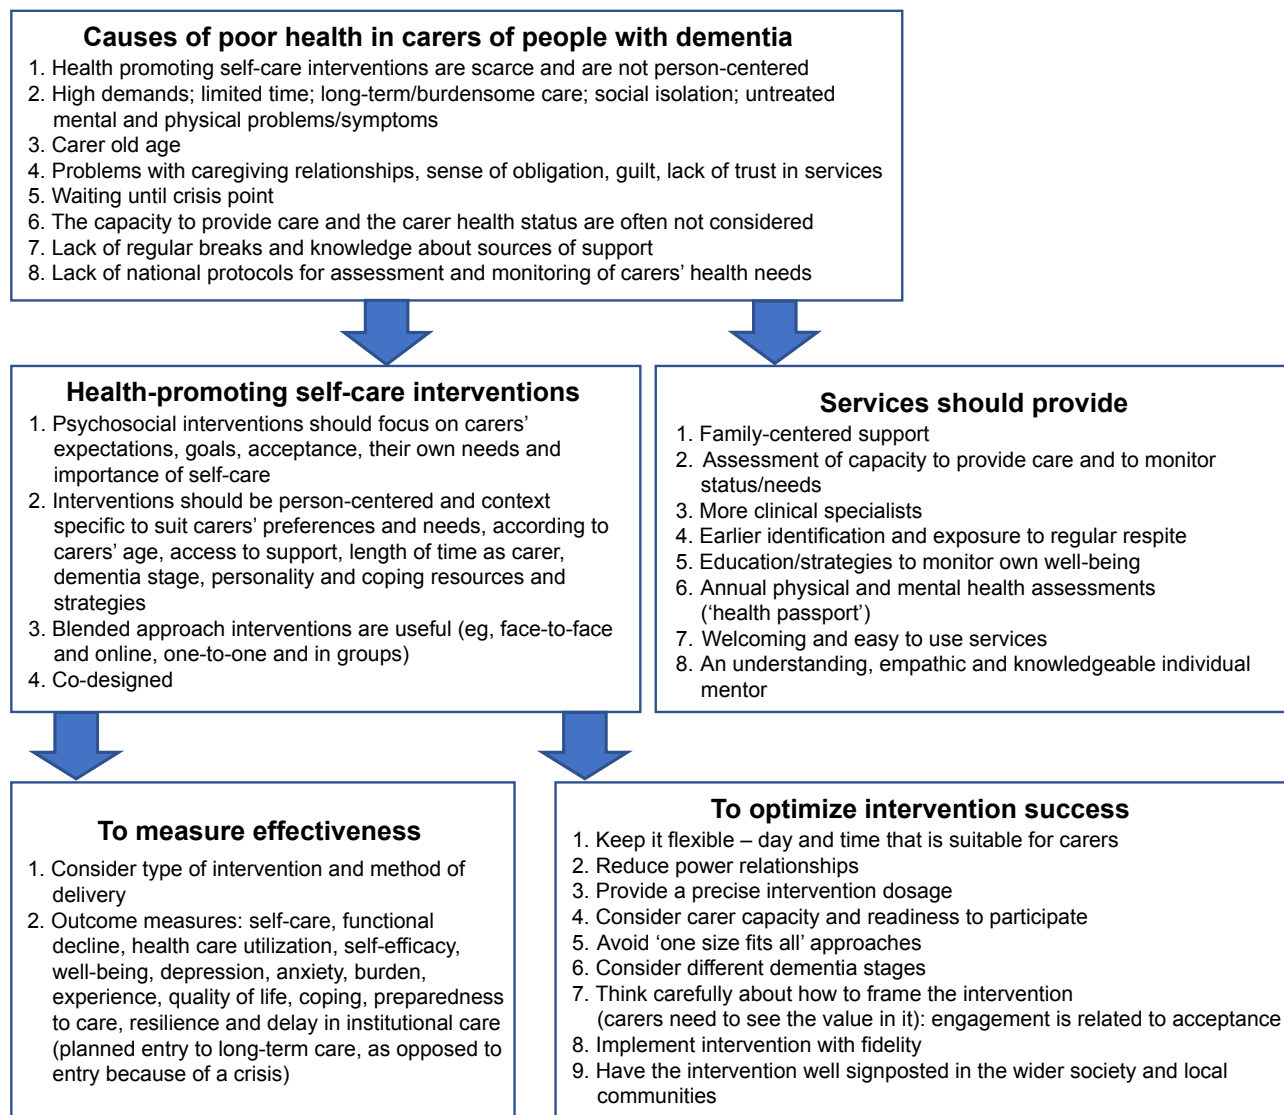 Causes of poor health in carers of people with dementia
1. Health promoting self-care interventions are scarce and are not person-centered
2. High demands; limited time; long-term/burdensome care; social isolation; untreated
mental and physical problems/symptoms
3. Carer old age
4. Problems with caregiving relationships, sense of obligation, guilt, lack of trust in services
5. Waiting until crisis point
6. The capacity to provide care and the carer health status are often not considered
7. Lack of regular breaks and knowledge about sources of support
8. Lack of national protocols for assessment and monitoring of carers’ health needs
Health-promoting self-care interventions
1. Psychosocial interventions should focus on carers’
expectations, goals, acceptance, their own needs and
importance of self-care
2. Interventions should be person-centered and context
specific to suit carers’ preferences and needs, according to
carers’ age, access to support, length of time as carer,
dementia stage, personality and coping resources and
strategies
3. Blended approach interventions are useful (eg, face-to-face
and online, one-to-one and in groups)
4. Co-designed
Services should provide
1. Family-centered support
2. Assessment of capacity to provide care and to monitor
status/needs
3. More clinical specialists
4. Earlier identification and exposure to regular respite
5. Education/strategies to monitor own well-being
6. Annual physical and mental health assessments
(‘health passport’)
7. Welcoming and easy to use services
8. An understanding, empathic and knowledgeable individual
mentor
To measure effectiveness
1. Consider type of intervention and method of
delivery
2. Outcome measures: self-care, functional
decline, health care utilization, self-efficacy,
well-being, depression, anxiety, burden,
experience, quality of life, coping, preparedness
to care, resilience and delay in institutional care
(planned entry to long-term care, as opposed to
entry because of a crisis)
To optimize intervention success
1. Keep it flexible – day and time that is suitable for carers
2. Reduce power relationships
3. Provide a precise intervention dosage
4. Consider carer capacity and readiness to participate
5. Avoid ‘one size fits all’ approaches
6. Consider different dementia stages
7. Think carefully about how to frame the intervention
(carers need to see the value in it): engagement is related to acceptance
8. Implement intervention with fidelity
9. Have the intervention well signposted in the wider society and local
communities